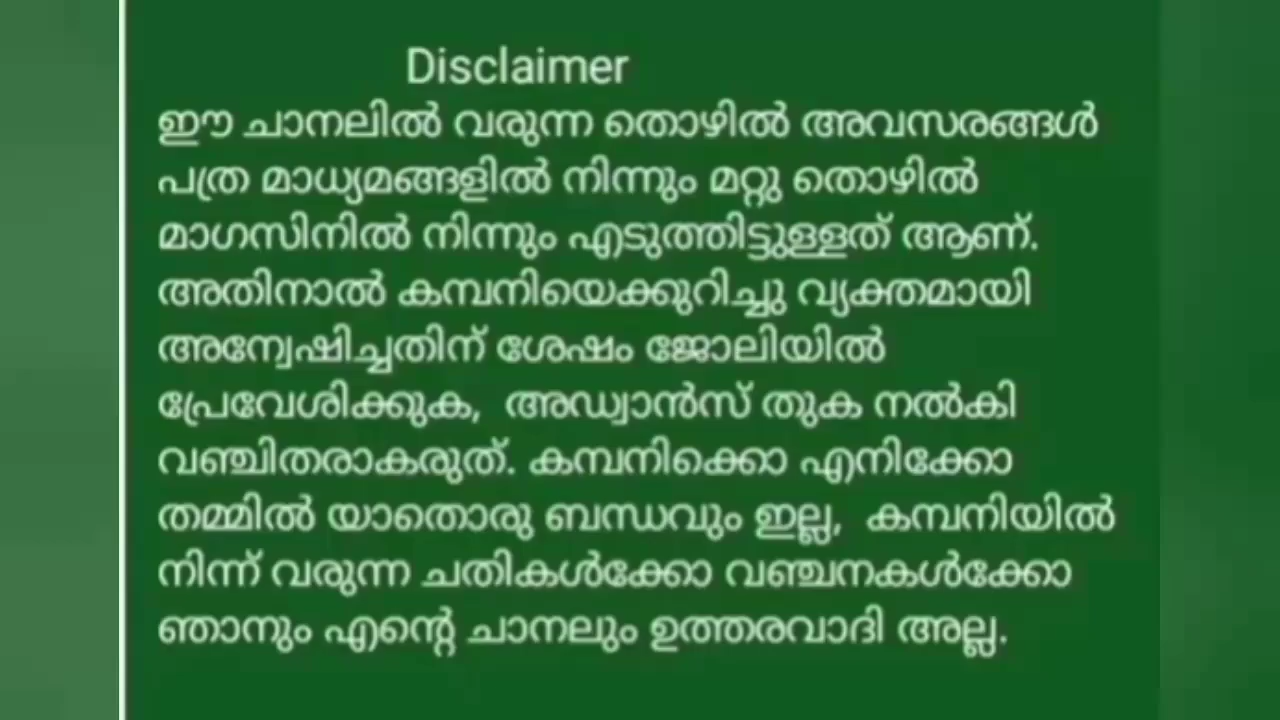 Disclaimer
ഈ ചാനലിൽ വരുന്ന തൊഴിൽ അവസരങ്ങൾ
പത്ര മാധ്യമങ്ങളിൽ നിന്നും മറ്റു തൊഴിൽ
മാഗസിനിൽ നിന്നും എടുത്തിട്ടുള്ളത് ആണ്.
അതിനാൽ കമ്പനിയെക്കുറിച്ചു വ്യക്തമായി
അന്വേഷിച്ചതിന് ശേഷം ജോലിയിൽ
പ്രേവേശിക്കുക, അഡ്വാൻസ് തുക നൽകി
വഞ്ചിതരാകരുത്. കമ്പനിക്കൊ എനിക്കോ
തമ്മിൽ യാതൊരു ബന്ധവും ഇല്ല, കമ്പനിയിൽ
നിന്ന് വരുന്ന ചതികൾക്കോ വഞ്ചനകൾക്കോ
ഞാനും എന്റെ ചാനലും ഉത്തരവാദി അല്ല.